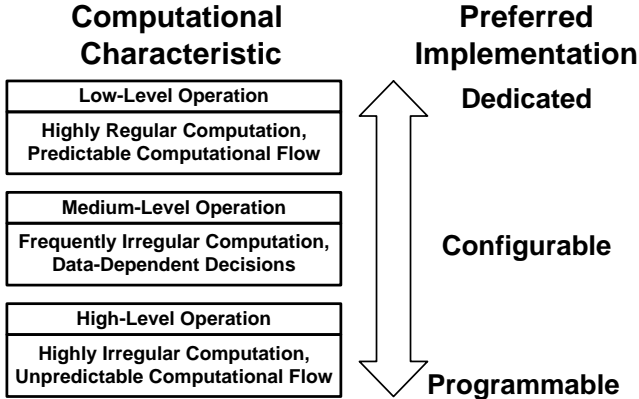 Computational
Characteristic
Preferred
Implementation
Low-Level Operation
Highly Regular Computation,
Predictable Computational Flow
Dedicated
Medium-Level Operation
Frequently Irregular Computation,
Data-Dependent Decisions
Configurable
High-Level Operation
Highly Irregular Computation,
Unpredictable Computational Flow
Programmable